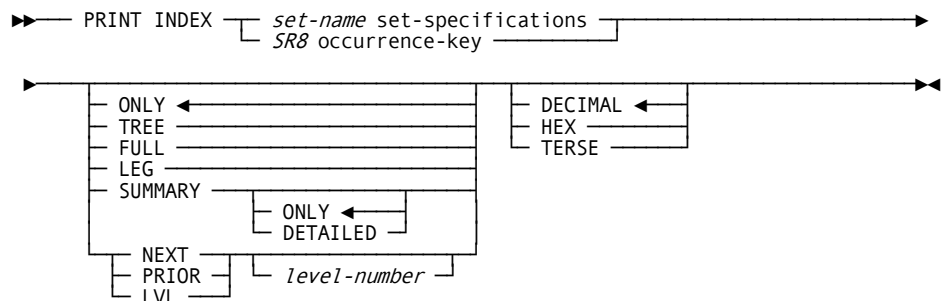 PRINT INDEX set-name set-specifications
SR8 occurrence-key
ONLY DECIMAL
TREE HEX
FULL TERSE
LEG
SUMMARY
ONLY
DETAILED
NEXT
PRIOR level-number
LVL